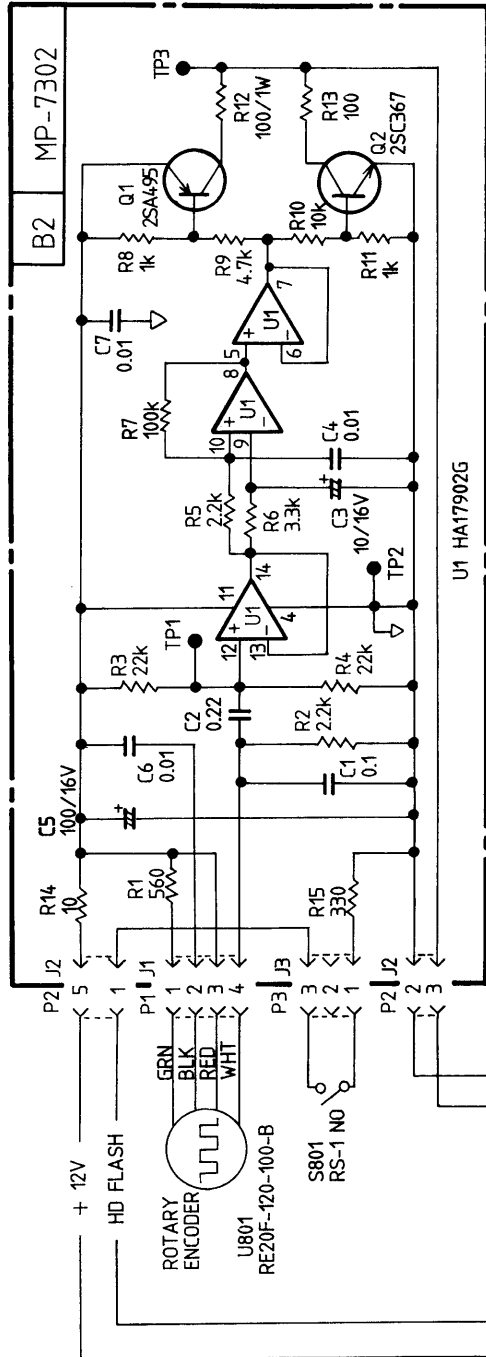 B2
MP-7302
+ 12V
HD FLASH
P2
J2
5
1
R14
10
C5
100/16V
+
C6
0.01
R3
22k
TP1
C7
0.01
R8
1k
Q1
2SA495
TP3
R12
100/1W
R13
100
Q2
2SC367
R9
4.7k
R10
10k
R11
1k
ROTARY
ENCODER
U801
RE20F-120-100-B
GRN
BLK
RED
WHT
P1
J1
1
2
3
4
R1
560
C2
0.22
R2
2.2k
C1
0.1
R4
22k
12
+
13
-
U1
11
4
14
R5
2.2k
R6
3.3k
R7
100k
10
+
9
-
U1
8
5
+
6
-
U1
7
C3
10/16V
+
C4
0.01
TP2
S801
RS-1 NO
P3
J3
3
2
1
R15
330
P2
J2
2
3
U1 HA17902G